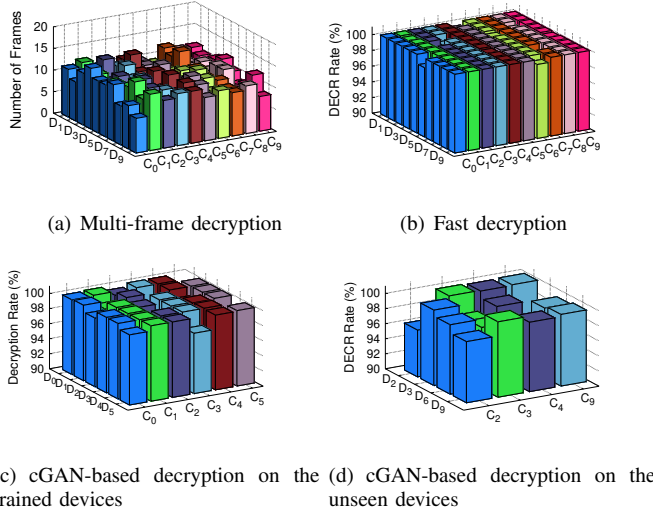 Number of Frames
20
15
10
5
0
D1 D3 D5 D7 D9
C0 C1 C2 C3 C4 C5 C6 C7 C8 C9
(a) Multi-frame decryption
DECR Rate (%)
100
98
96
94
92
90
D1 D3 D5 D7 D9
C0 C1 C2 C3 C4 C5 C6 C7 C8 C9
(b) Fast decryption
Decryption Rate (%)
100
98
96
94
92
90
D0 D1 D2 D3 D4 D5
C0 C1 C2 C3 C4 C5
c) cGAN-based decryption on the
rained devices
DECR Rate (%)
100
98
96
94
92
90
D2 D3 D6 D9
C2 C3 C4 C9
(d) cGAN-based decryption on the
unseen devices